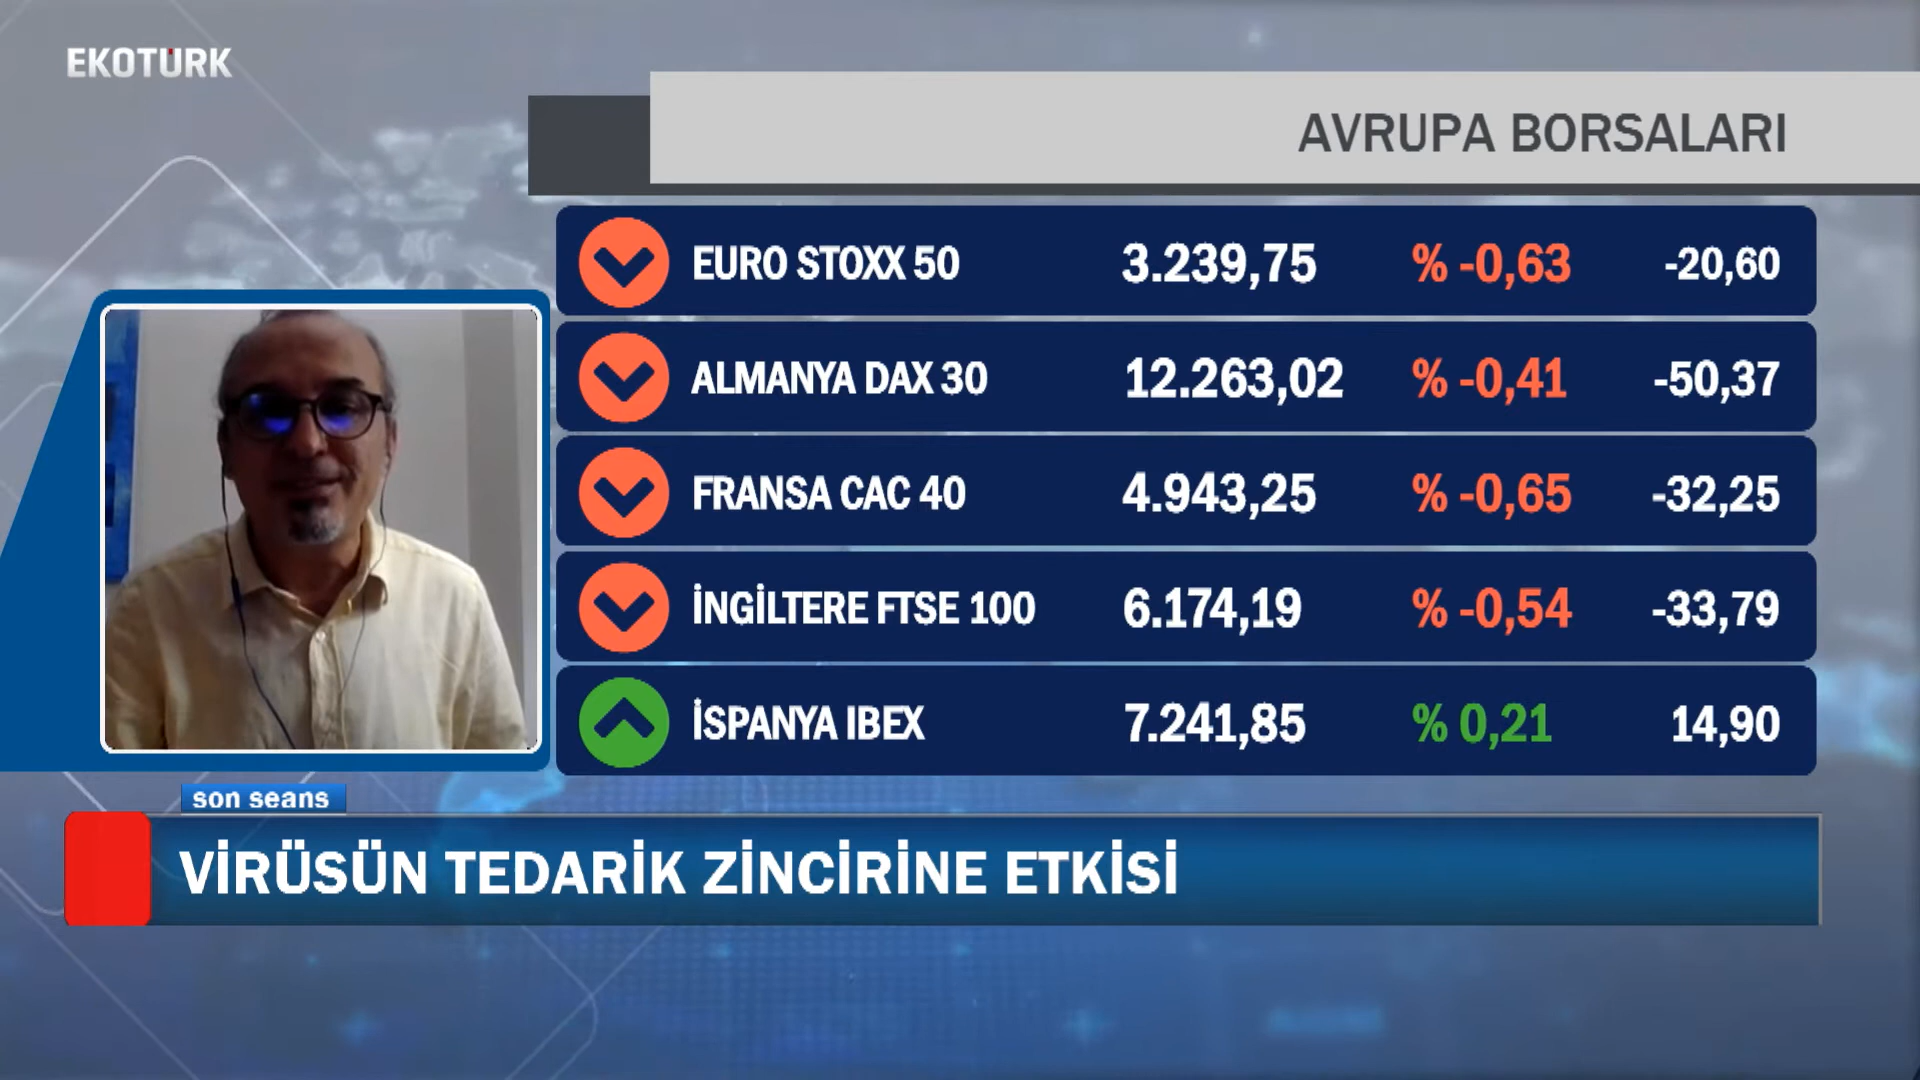 EKOTÜRK
AVRUPA BORSALARI
EURO STOXX 50 3.239,75 % -0,63 -20,60
ALMANYA DAX 30 12.263,02 % -0,41 -50,37
FRANSA CAC 40 4.943,25 % -0,65 -32,25
İNGİLTERE FTSE 100 6.174,19 % -0,54 -33,79
İSPANYA IBEX 7.241,85 % 0,21 14,90
son seans
VİRÜSÜN TEDARİK ZİNCİRİNE ETKİSİ